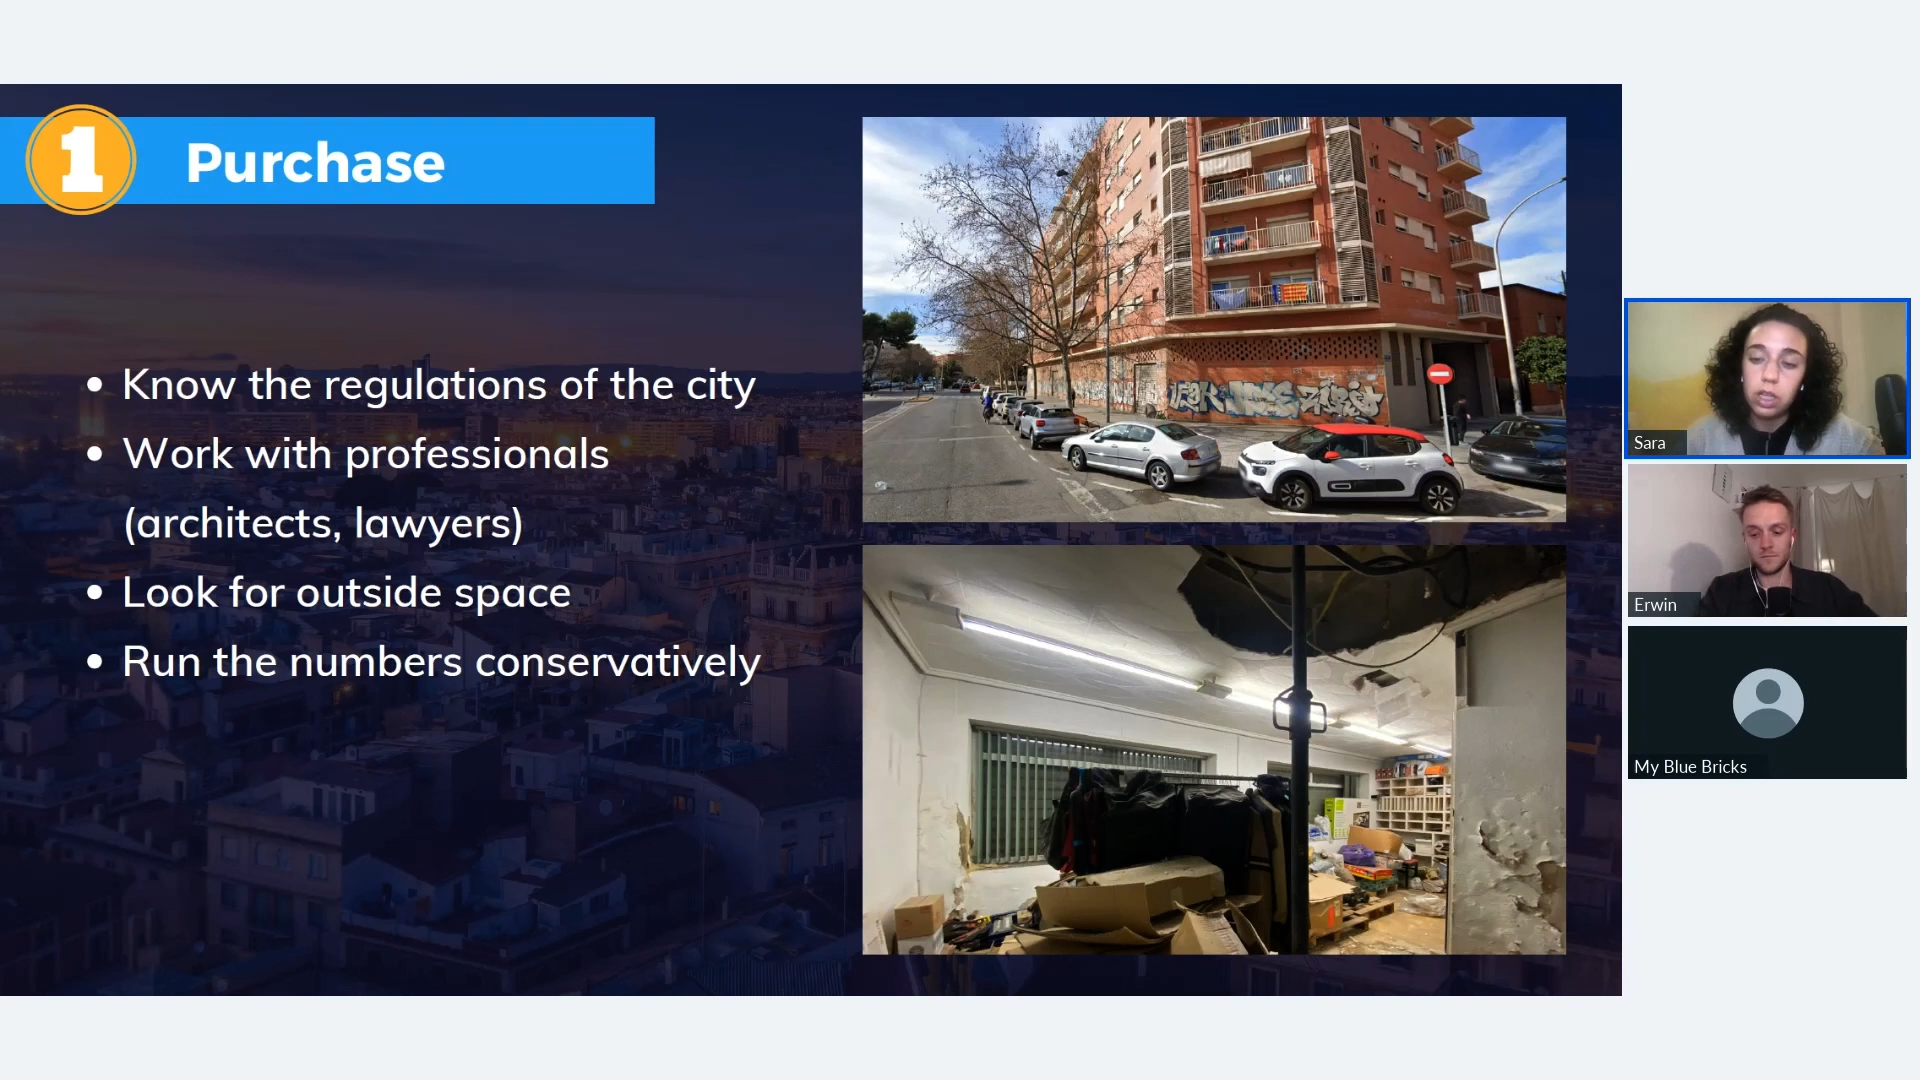 1 Purchase
• Know the regulations of the city
• Work with professionals
(architects, lawyers)
• Look for outside space
• Run the numbers conservatively
Sara
Erwin
My Blue Bricks